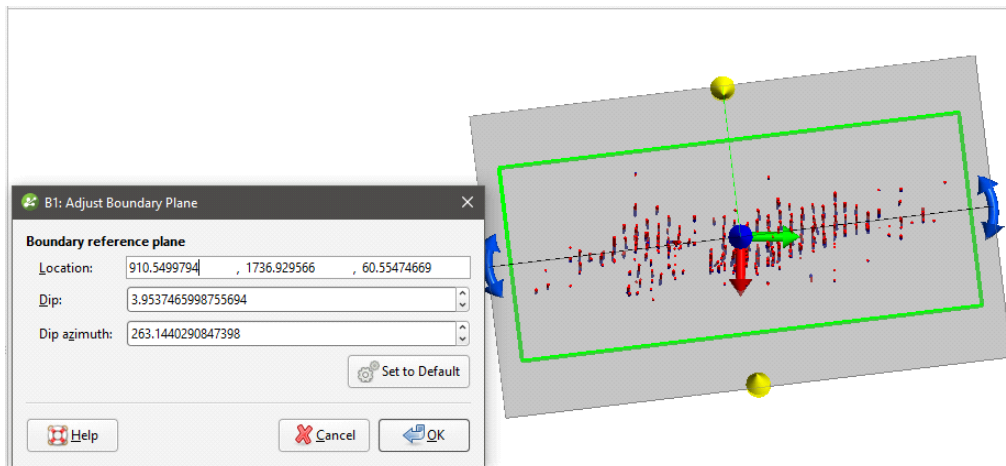 B1: Adjust Boundary Plane
Boundary reference plane
Location: 910.5499794 , 1736.929566 , 60.55474669
Dip: 3.9537465998755694
Dip azimuth: 263.1440290847398
Set to Default
Help Cancel OK